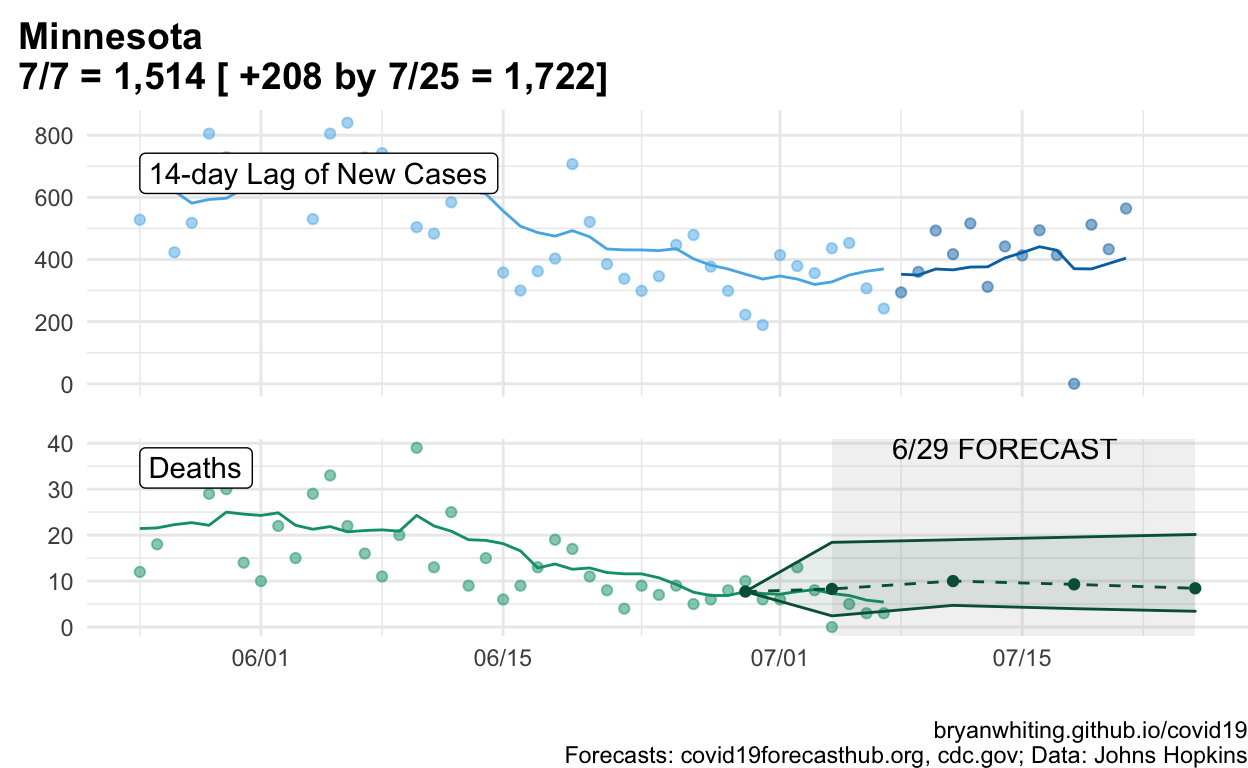 Minnesota
7/7 = 1,514 [ +208 by 7/25 = 1,722]
800
600
400
200
0
14-day Lag of New Cases
40
30
20
10
0
Deaths
6/29 FORECAST
06/01
06/15
07/01
07/15
bryanwhiting.github.io/covid19
Forecasts: covid19forecasthub.org, cdc.gov; Data: Johns Hopkins